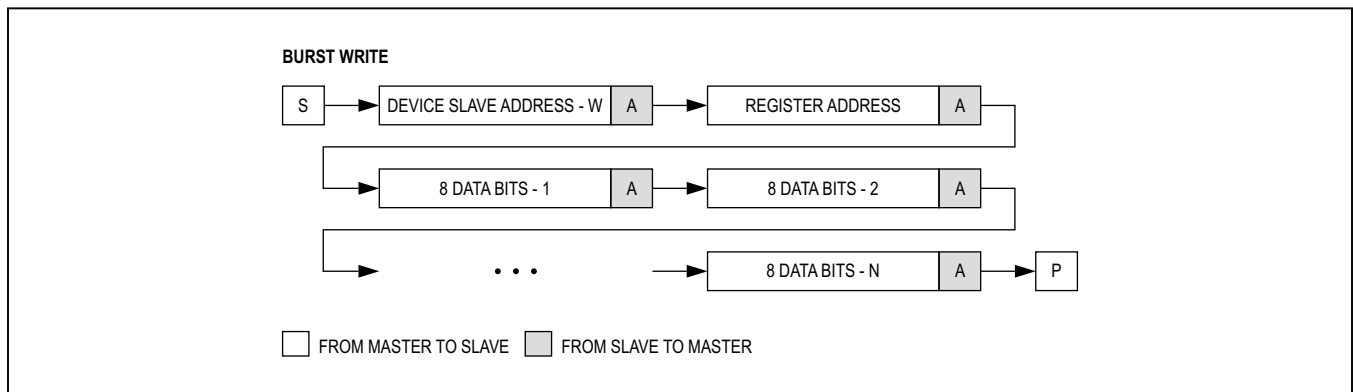 BURST WRITE
S DEVICE SLAVE ADDRESS - W A REGISTER ADDRESS A
8 DATA BITS - 1 A 8 DATA BITS - 2 A
• • • 8 DATA BITS - N A P
FROM MASTER TO SLAVE FROM SLAVE TO MASTER